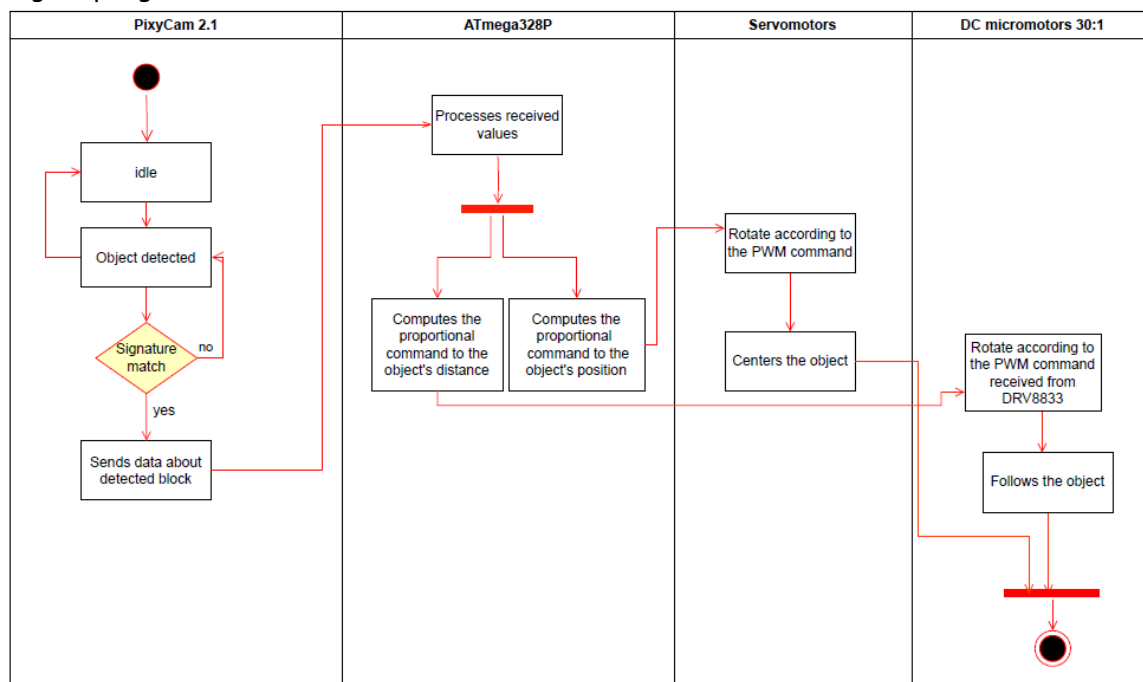 PixyCam 2.1
ATmega328P
Servomotors
DC micromotors 30:1
idle
Object detected
Signature
match
no
yes
Sends data about
detected block
Processes received
values
Computes the
proportional
command to the
object's distance
Computes the
proportional
command to the
object's position
Rotate according to
the PWM command
Centers the object
Rotate according to
the PWM command
received from
DRV8833
Follows the object